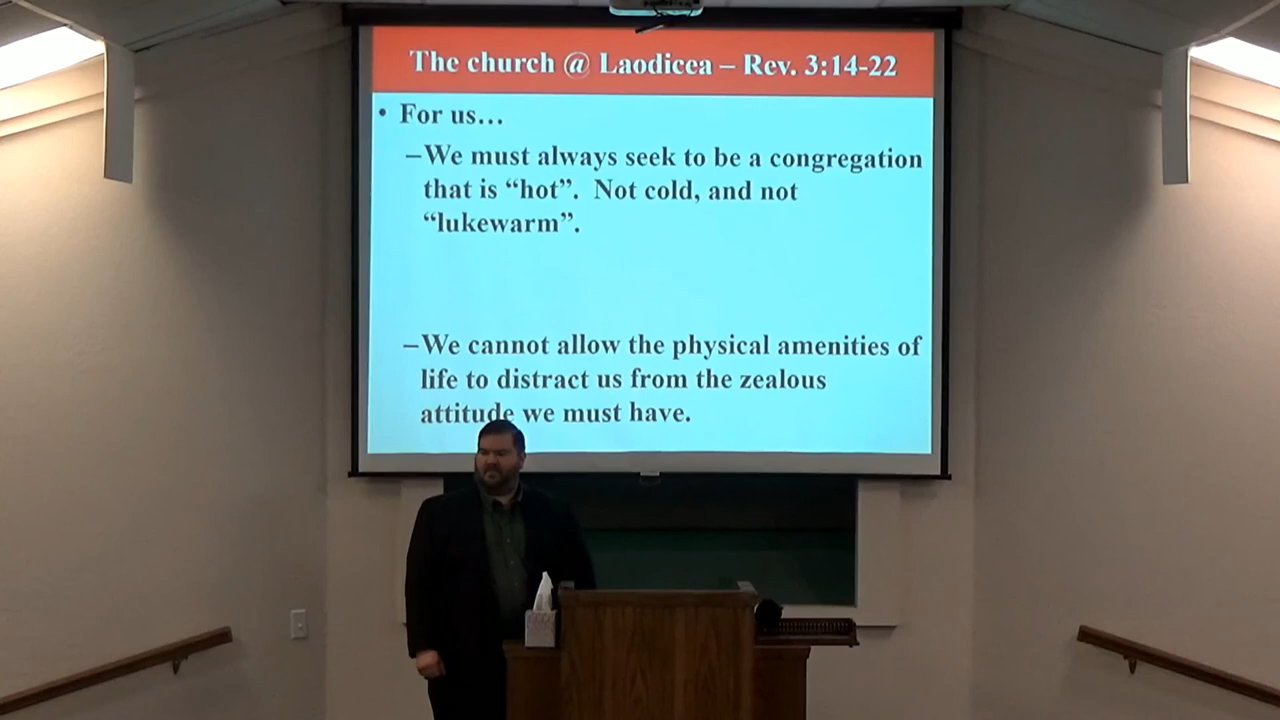 The church @ Laodicea – Rev. 3:14-22
• For us…
–We must always seek to be a congregation
that is “hot”.  Not cold, and not
“lukewarm”.
–We cannot allow the physical amenities of
life to distract us from the zealous
attitude we must have.